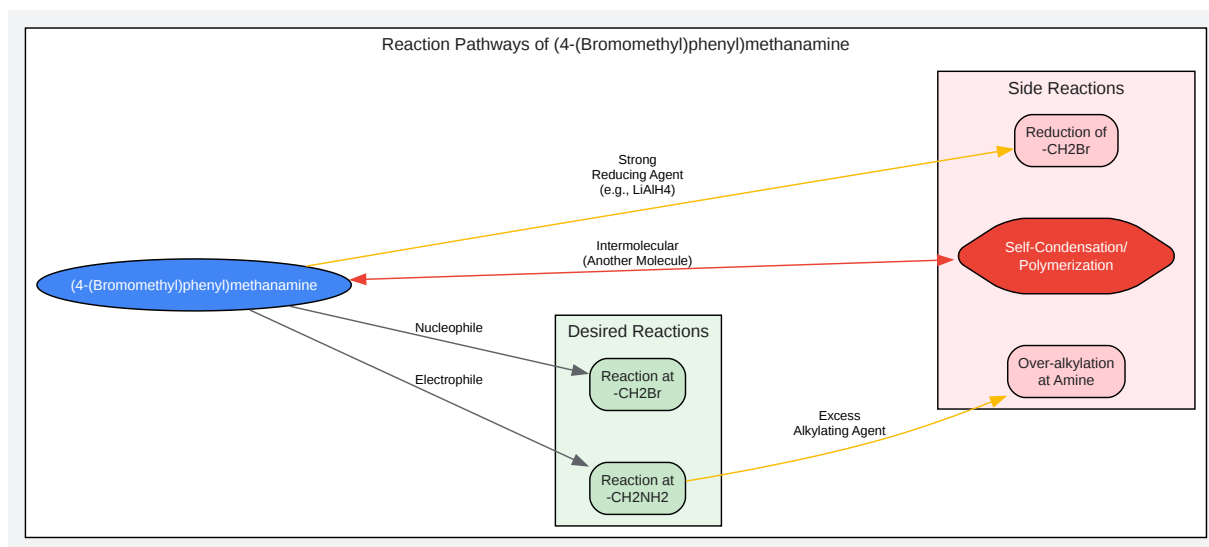 Reaction Pathways of (4-(Bromomethyl)phenyl)methanamine
Side Reactions
Reduction of
-CH2Br
Strong
Reducing Agent
(e.g., LiAlH4)
Intermolecular
(Another Molecule)
Self-Condensation/
Polymerization
(4-(Bromomethyl)phenyl)methanamine
Nucleophile
Desired Reactions
Reaction at
-CH2Br
Electrophile
Over-alkylation
at Amine
Excess
Alkylating Agent
Reaction at
-CH2NH2